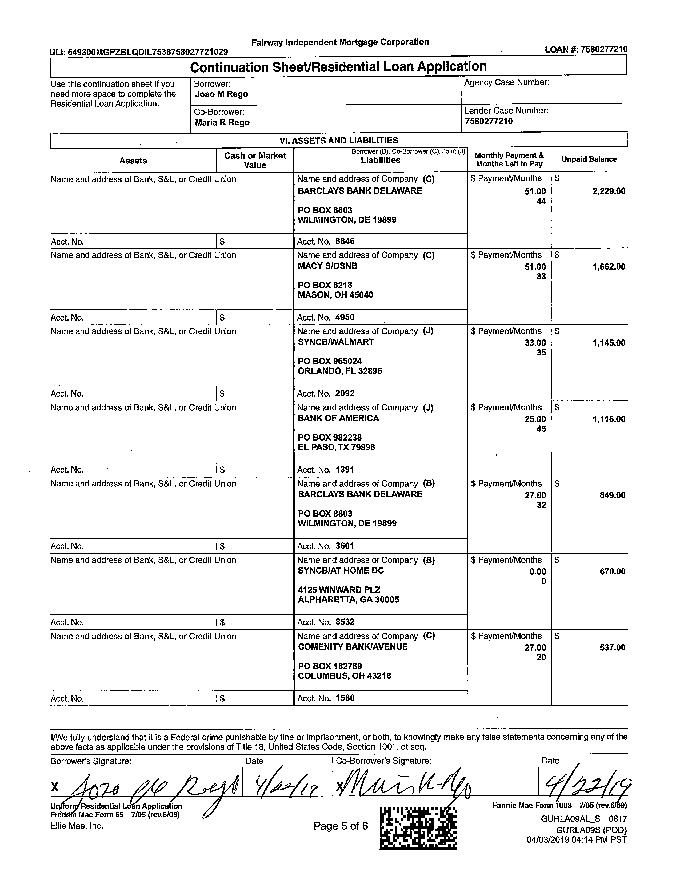 Fairway Independent Mortgage Corporation
ULI: 549300MGPZBLQDIL7538758027721029
LOAN #: 7580277210
Continuation Sheet/Residential Loan Application
Use this continuation sheet if you
need more space to complete the
Residential Loan Application.
Borrower:
Joao M Rego
Agency Case Number:
Co-Borrower:
Maria R Rego
Lender Case Number:
7580277210
VI. ASSETS AND LIABILITIES
Assets
Cash or Market
Value
Borrower (B), Co-Borrower (C), Joint (J)
Liabilities
Monthly Payment &
Months Left to Pay
Unpaid Balance
Name and address of Bank, S&L, or Credit Union
Name and address of Company (C)
$ Payment/Months
$
BARCLAYS BANK DELAWARE
51.00
2,229.00
44
PO BOX 8803
WILMINGTON, DE 19899
Acct. No.
$
Acct. No. 8846
Name and address of Bank, S&L, or Credit Union
Name and address of Company (C)
$ Payment/Months
$
MACY S/DSNB
51.00
1,662.00
33
PO BOX 8218
MASON, OH 45040
Acct. No.
$
Acct. No. 4950
Name and address of Bank, S&L, or Credit Union
Name and address of Company (J)
$ Payment/Months
$
SYNCB/WALMART
33.00
1,145.00
35
PO BOX 965024
ORLANDO, FL 32896
Acct. No.
$
Acct. No. 2092
Name and address of Bank, S&L, or Credit Union
Name and address of Company (J)
$ Payment/Months
$
BANK OF AMERICA
25.00
1,116.00
45
PO BOX 982238
EL PASO, TX 79998
Acct. No.
$
Acct. No. 1391
Name and address of Bank, S&L, or Credit Union
Name and address of Company (B)
$ Payment/Months
$
BARCLAYS BANK DELAWARE
27.00
849.00
32
PO BOX 8803
WILMINGTON, DE 19899
Acct. No.
$
Acct. No. 3601
Name and address of Bank, S&L, or Credit Union
Name and address of Company (B)
$ Payment/Months
$
SYNCB/AT HOME DC
0.00
670.00
0
4125 WINWARD PLZ
ALPHARETTA, GA 30005
Acct. No.
$
Acct. No. 3532
Name and address of Bank, S&L, or Credit Union
Name and address of Company (C)
$ Payment/Months
$
COMENITY BANK/AVENUE
27.00
537.00
20
PO BOX 182789
COLUMBUS, OH 43218
Acct. No.
$
Acct. No. 1580
I/We fully understand that it is a Federal crime punishable by fine or imprisonment, or both, to knowingly make any false statements concerning any of the
above facts as applicable under the provisions of Title 18, United States Code, Section 1001, et seq.
Borrower's Signature:
Date
Co-Borrower's Signature:
Date
X
4/22/19
X
4/22/19
Uniform Residential Loan Application
Freddie Mac Form 65 7/05 (rev.6/09)
Fannie Mae Form 1003 7/05 (rev.6/09)
Ellie Mae, Inc.
Page 5 of 6
GURLA09AL_S 0817
GURLA09S (POD)
04/03/2019 04:14 PM PST